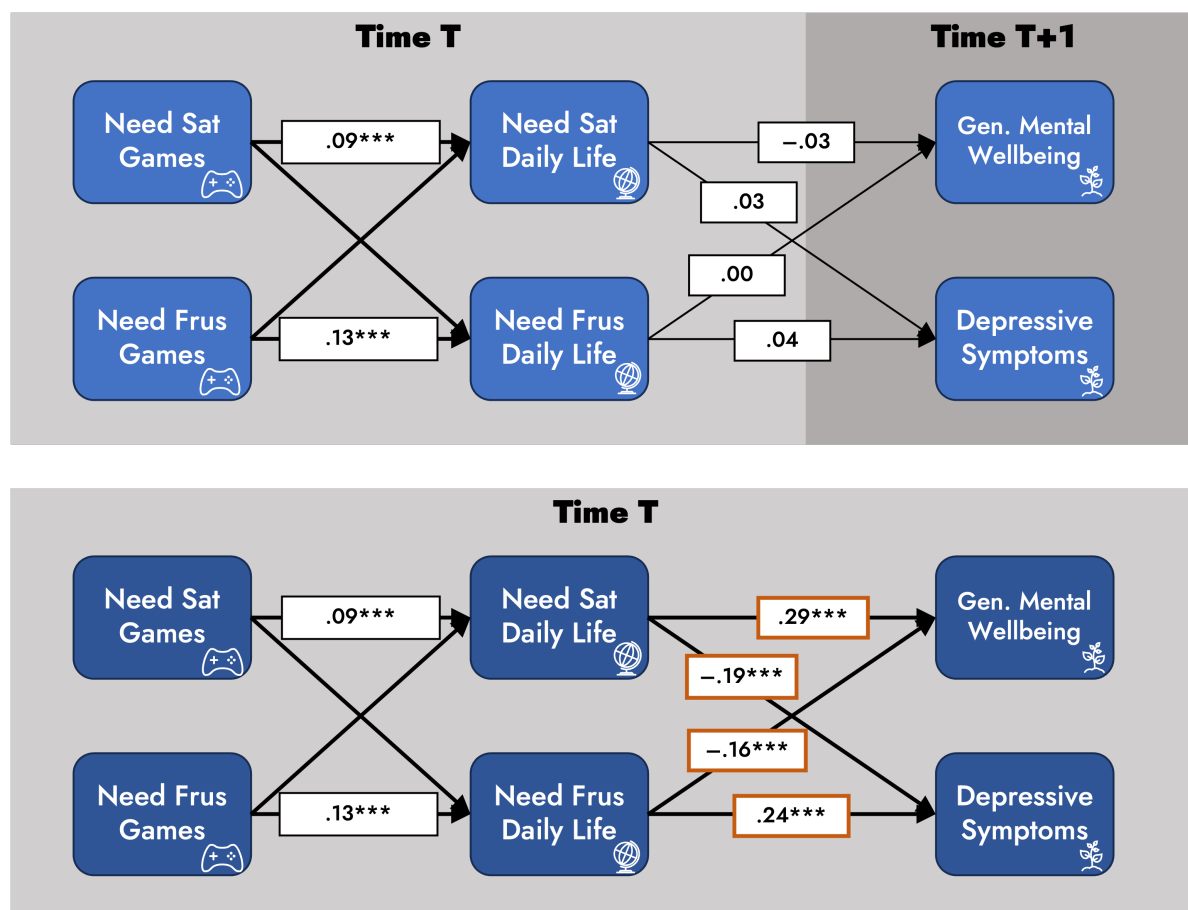 Time T
Time T+1
Need Sat
Games
.09***
Need Sat
Daily Life
–.03
Gen. Mental
Wellbeing
.03
.00
Need Frus
Games
.13***
Need Frus
Daily Life
.04
Depressive
Symptoms
Time T
Need Sat
Games
.09***
Need Sat
Daily Life
.29***
Gen. Mental
Wellbeing
–.19***
–.16***
Need Frus
Games
.13***
Need Frus
Daily Life
.24***
Depressive
Symptoms